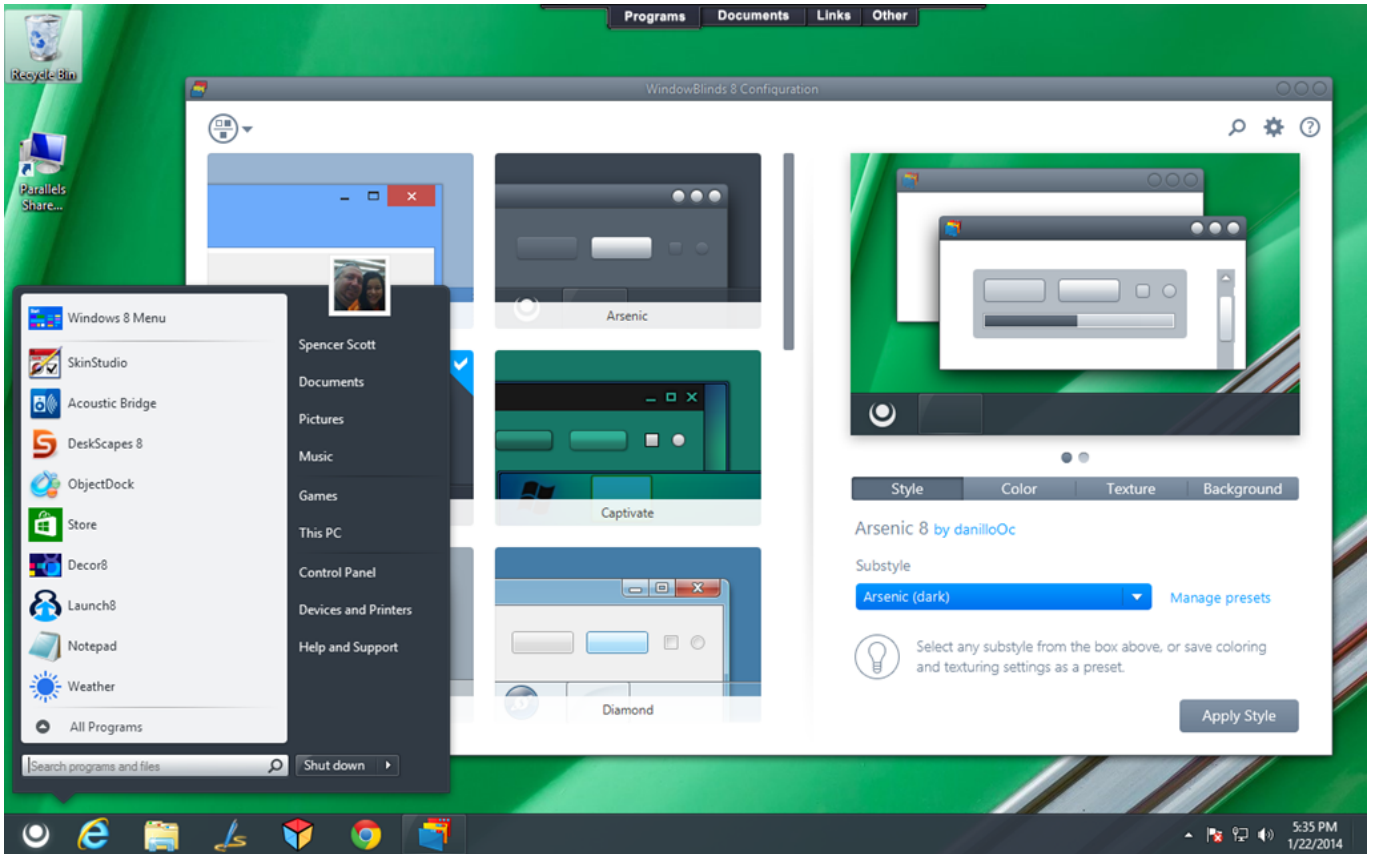 Programs
Documents
Links
Other
Recycle Bin
Parallels
Share...
WindowBlinds 8 Configuration
Arsenic
Captivate
Diamond
Style
Color
Texture
Background
Arsenic 8 by danilloOc
Substyle
Arsenic (dark)
Manage presets
Select any substyle from the box above, or save coloring
and texturing settings as a preset.
Apply Style
Windows 8 Menu
SkinStudio
Acoustic Bridge
DeskScapes 8
ObjectDock
Store
Decor8
Launch8
Notepad
Weather
All Programs
Search programs and files
Spencer Scott
Documents
Pictures
Music
Games
This PC
Control Panel
Devices and Printers
Help and Support
Shut down
5:35 PM
1/22/2014